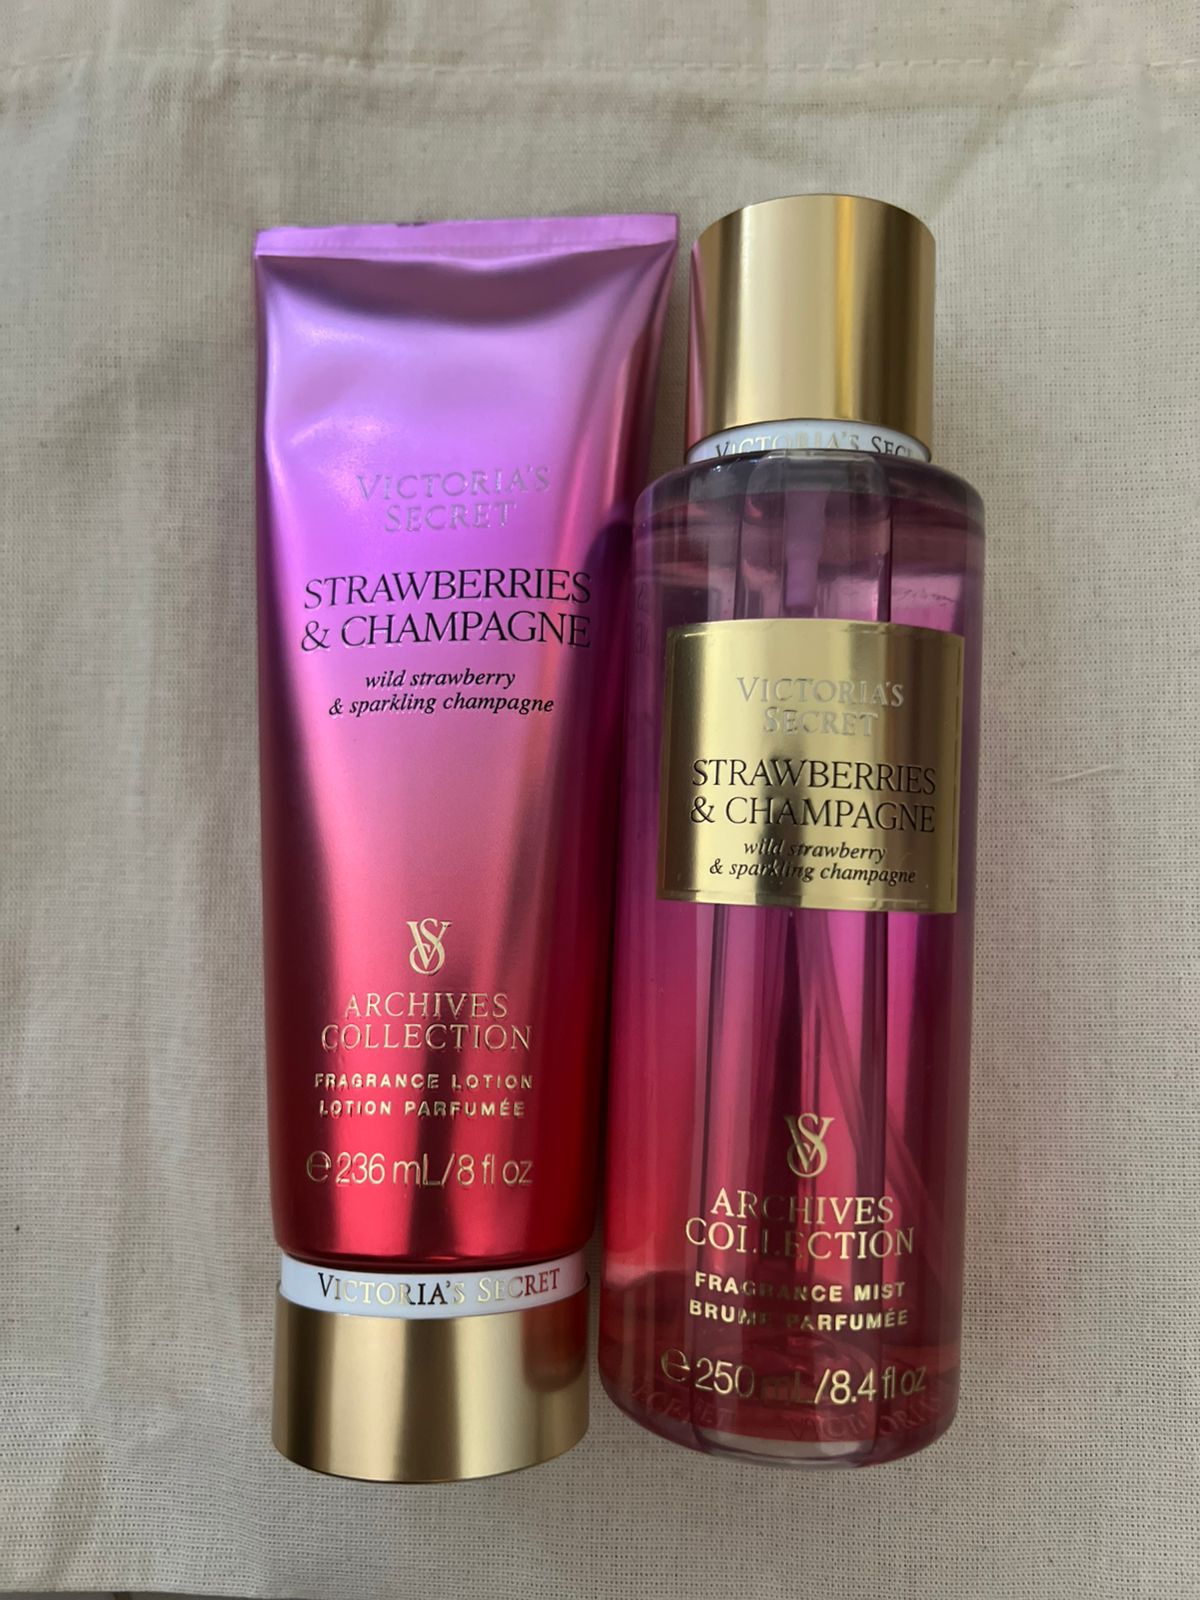 VICTORIA'S
SECRET
STRAWBERRIES
& CHAMPAGNE
wild strawberry
& sparkling champagne
VS
ARCHIVES
COLLECTION
FRAGRANCE LOTION
LOTION PARFUMÉE
℮ 236 mL/8 fl oz
VICTORIA'S SECRET
VICTORIA'S SECR
VICTORIA'S
SECRET
STRAWBERRIES
& CHAMPAGNE
wild strawberry
& sparkling champagne
VS
ARCHIVES
COLLECTION
FRAGRANCE MIST
BRUME PARFUMÉE
℮ 250 mL/8.4 fl oz